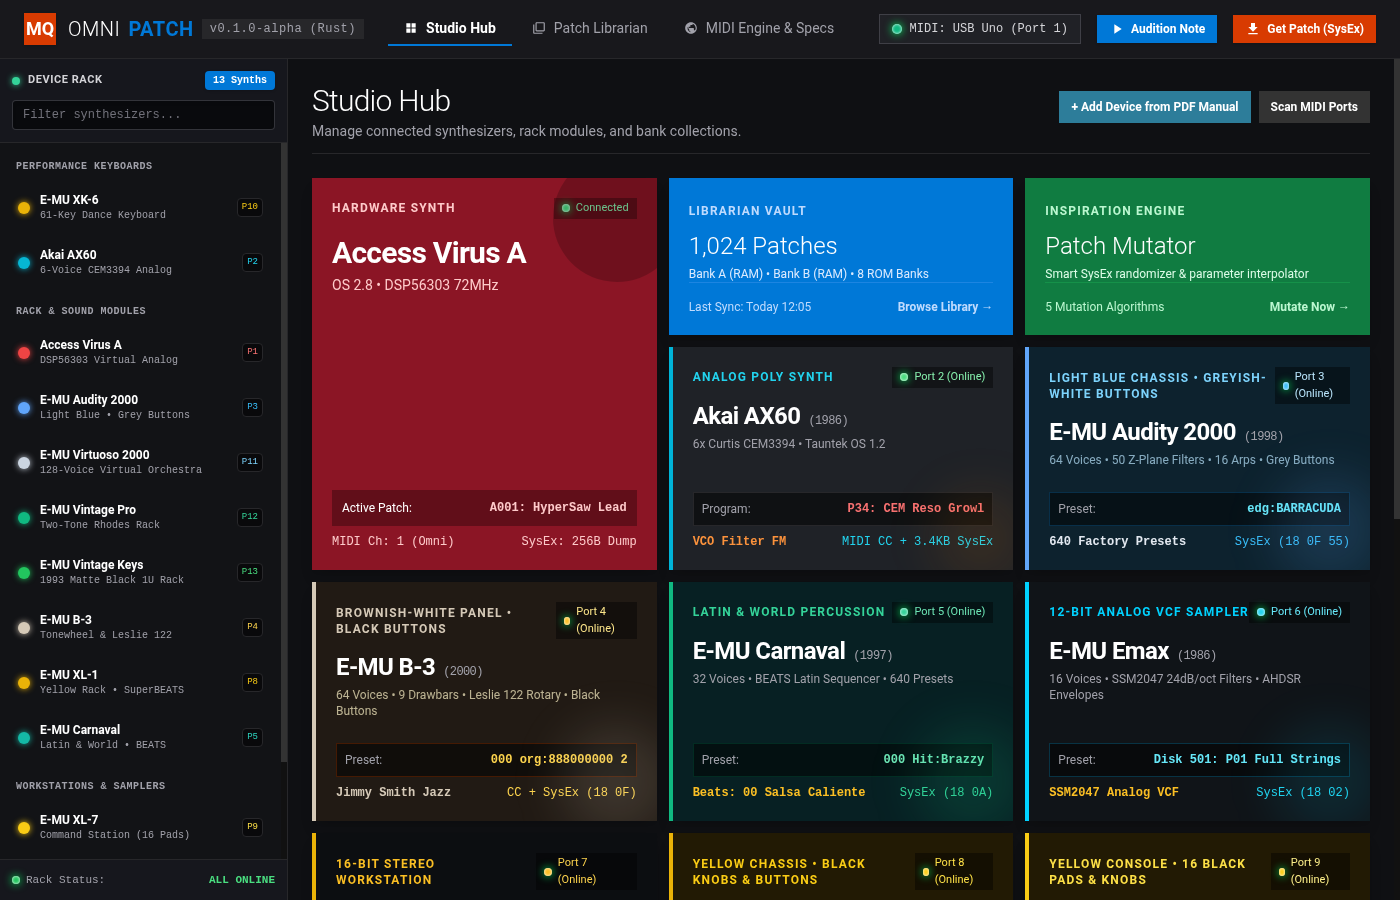 MQ OMNI PATCH v0.1.0-alpha (Rust) Studio Hub Patch Librarian MIDI Engine & Specs MIDI: USB Uno (Port 1) Audition Note Get Patch (SysEx)
DEVICE RACK 13 Synths
Filter synthesizers...
PERFORMANCE KEYBOARDS
E-MU XK-6
61-Key Dance Keyboard
P10
Akai AX60
6-Voice CEM3394 Analog
P2
RACK & SOUND MODULES
Access Virus A
DSP56303 Virtual Analog
P1
E-MU Audity 2000
Light Blue • Grey Buttons
P3
E-MU Virtuoso 2000
128-Voice Virtual Orchestra
P11
E-MU Vintage Pro
Two-Tone Rhodes Rack
P12
E-MU Vintage Keys
1993 Matte Black 1U Rack
P13
E-MU B-3
Tonewheel & Leslie 122
P4
E-MU XL-1
Yellow Rack • SuperBEATS
P8
E-MU Carnaval
Latin & World • BEATS
P5
WORKSTATIONS & SAMPLERS
E-MU XL-7
Command Station (16 Pads)
P9
Rack Status: ALL ONLINE
Studio Hub
Manage connected synthesizers, rack modules, and bank collections.
+ Add Device from PDF Manual Scan MIDI Ports
HARDWARE SYNTH Connected
Access Virus A
OS 2.8 • DSP56303 72MHz
Active Patch: A001: HyperSaw Lead
MIDI Ch: 1 (Omni) SysEx: 256B Dump
LIBRARIAN VAULT
1,024 Patches
Bank A (RAM) • Bank B (RAM) • 8 ROM Banks
Last Sync: Today 12:05 Browse Library →
INSPIRATION ENGINE
Patch Mutator
Smart SysEx randomizer & parameter interpolator
5 Mutation Algorithms Mutate Now →
ANALOG POLY SYNTH Port 2 (Online)
Akai AX60 (1986)
6x Curtis CEM3394 • Tauntek OS 1.2
Program: P34: CEM Reso Growl
VCO Filter FM MIDI CC + 3.4KB SysEx
LIGHT BLUE CHASSIS • GREYISH-
WHITE BUTTONS
Port 3
(Online)
E-MU Audity 2000 (1998)
64 Voices • 50 Z-Plane Filters • 16 Arps • Grey Buttons
Preset: edg:BARRACUDA
640 Factory Presets SysEx (18 0F 55)
BROWNISH-WHITE PANEL •
BLACK BUTTONS
Port 4
(Online)
E-MU B-3 (2000)
64 Voices • 9 Drawbars • Leslie 122 Rotary • Black
Buttons
Preset: 000 org:888000000 2
Jimmy Smith Jazz CC + SysEx (18 0F)
LATIN & WORLD PERCUSSION Port 5 (Online)
E-MU Carnaval (1997)
32 Voices • BEATS Latin Sequencer • 640 Presets
Preset: 000 Hit:Brazzy
Beats: 00 Salsa Caliente SysEx (18 0A)
12-BIT ANALOG VCF SAMPLER Port 6 (Online)
E-MU Emax (1986)
16 Voices • SSM2047 24dB/oct Filters • AHDSR
Envelopes
Preset: Disk 501: P01 Full Strings
SSM2047 Analog VCF SysEx (18 02)
16-BIT STEREO
WORKSTATION
Port 7
(Online)
YELLOW CHASSIS • BLACK
KNOBS & BUTTONS
Port 8
(Online)
YELLOW CONSOLE • 16 BLACK
PADS & KNOBS
Port 9
(Online)